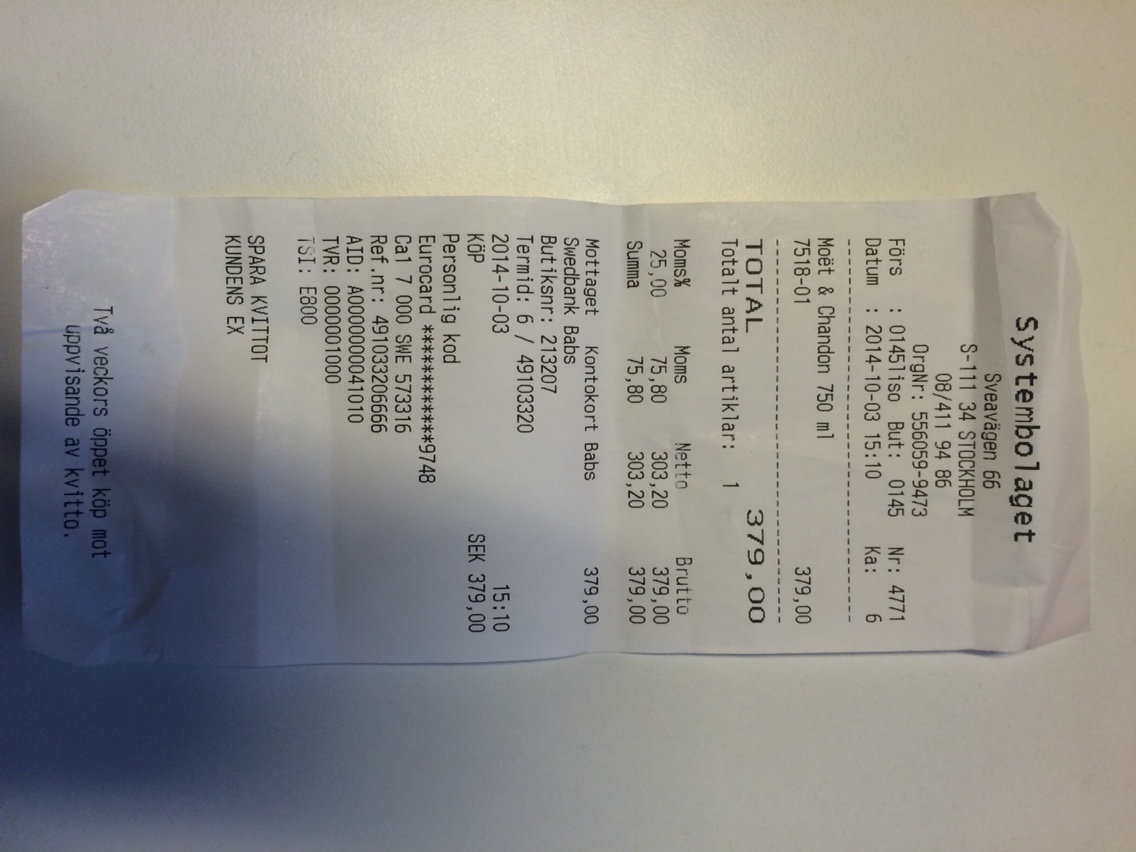 Systembolaget
Sveavägen 66
S-111 34 STOCKHOLM
08/411 94 86
OrgNr: 556059-9473
Förs : 0145liso But: 0145 Nr: 4771
Datum : 2014-10-03 15:10 Ka: 6
Moët & Chandon 750 ml
7518-01 379,00
TOTAL 379,00
Totalt antal artiklar: 1
Moms% Moms Netto Brutto
25,00 75,80 303,20 379,00
Summa 75,80 303,20 379,00
Mottaget Kontokort Babs 379,00
Swedbank Babs
Butiksnr: 213207
Termid: 6 / 49103320
2014-10-03 15:10
KÖP SEK 379,00
Personlig kod
Eurocard ************9748
Ca1 7 000 SWE 573316
Ref.nr: 491033206666
AID: A0000000041010
TVR: 0000001000
TSI: E800
SPARA KVITTOT
KUNDENS EX
Två veckors öppet köp mot
uppvisande av kvitto.